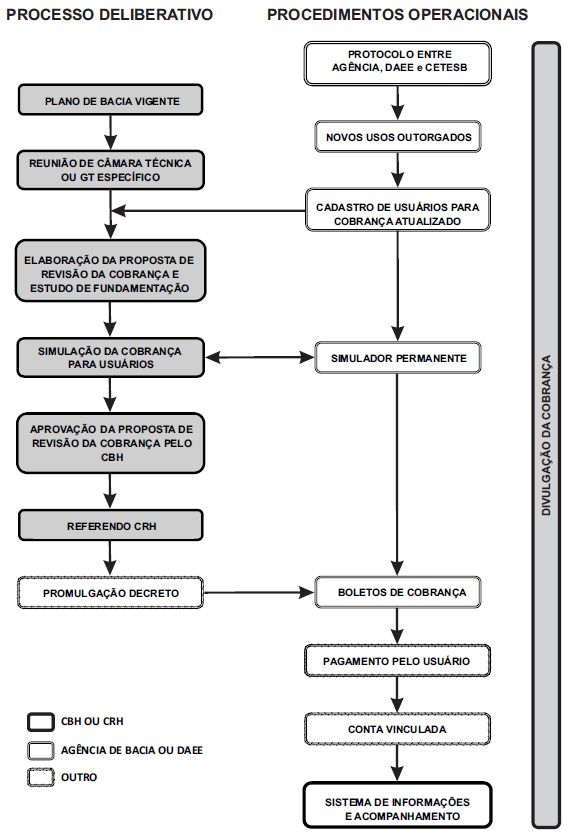 PROCESSO DELIBERATIVO
PROCEDIMENTOS OPERACIONAIS
PROTOCOLO ENTRE
AGÊNCIA, DAEE e CETESB
PLANO DE BACIA VIGENTE
NOVOS USOS OUTORGADOS
REUNIÃO DE CÂMARA TÉCNICA
OU GT ESPECÍFICO
CADASTRO DE USUÁRIOS PARA
COBRANÇA ATUALIZADO
ELABORAÇÃO DA PROPOSTA DE
REVISÃO DA COBRANÇA E
ESTUDO DE FUNDAMENTAÇÃO
SIMULAÇÃO DA COBRANÇA
PARA USUÁRIOS
SIMULADOR PERMANENTE
APROVAÇÃO DA PROPOSTA DE
REVISÃO DA COBRANÇA PELO
CBH
REFERENDO CRH
PROMULGAÇÃO DECRETO
BOLETOS DE COBRANÇA
PAGAMENTO PELO USUÁRIO
CONTA VINCULADA
SISTEMA DE INFORMAÇÕES
E ACOMPANHAMENTO
DIVULGAÇÃO DA COBRANÇA
CBH OU CRH
AGÊNCIA DE BACIA OU DAEE
OUTRO